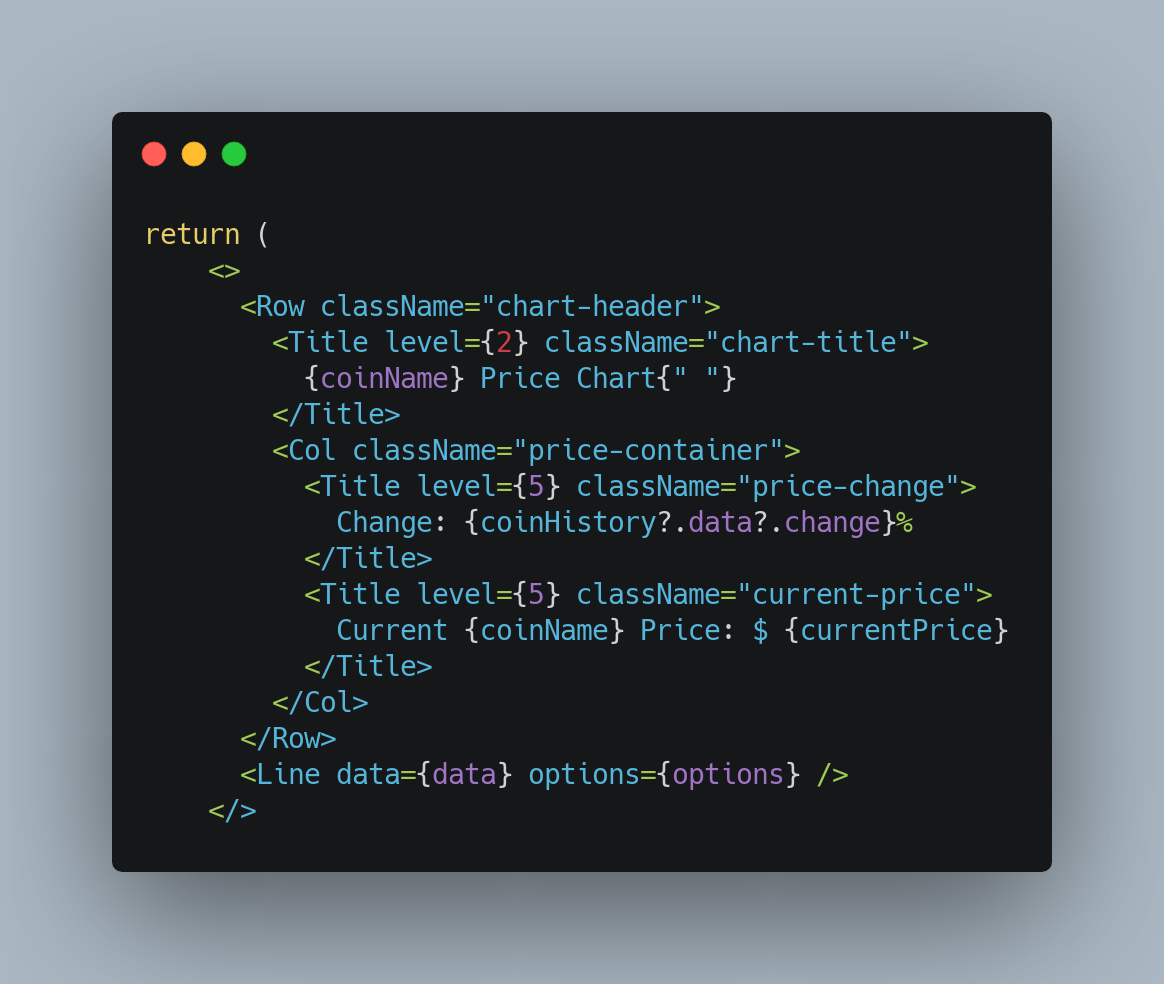 return (
    <>
      <Row className="chart-header">
        <Title level={2} className="chart-title">
          {coinName} Price Chart{" "}
        </Title>
        <Col className="price-container">
          <Title level={5} className="price-change">
            Change: {coinHistory?.data?.change}%
          </Title>
          <Title level={5} className="current-price">
            Current {coinName} Price: $ {currentPrice}
          </Title>
        </Col>
      </Row>
      <Line data={data} options={options} />
    </>